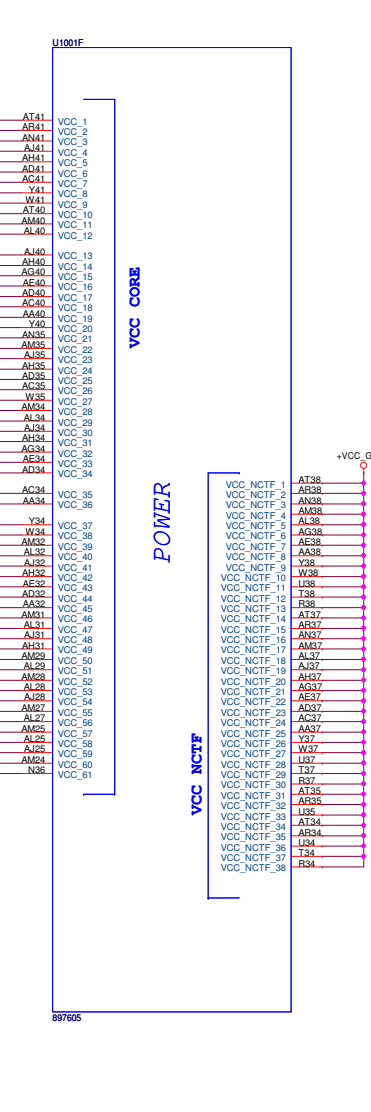 U1001F
AT41 VCC_1
AR41 VCC_2
AN41 VCC_3
AJ41 VCC_4
AH41 VCC_5
AD41 VCC_6
AC41 VCC_7
Y41 VCC_8
W41 VCC_9
AT40 VCC_10
AM40 VCC_11
AL40 VCC_12
AJ40 VCC_13
AH40 VCC_14
AG40 VCC_15
AE40 VCC_16
AD40 VCC_17
AC40 VCC_18
AA40 VCC_19
Y40 VCC_20
AN35 VCC_21
AM35 VCC_22
AJ35 VCC_23
AH35 VCC_24
AD35 VCC_25
AC35 VCC_26
W35 VCC_27
AM34 VCC_28
AL34 VCC_29
AJ34 VCC_30
AH34 VCC_31
AG34 VCC_32
AE34 VCC_33
AD34 VCC_34
AC34 VCC_35
AA34 VCC_36
Y34 VCC_37
W34 VCC_38
AM32 VCC_39
AL32 VCC_40
AJ32 VCC_41
AH32 VCC_42
AE32 VCC_43
AD32 VCC_44
AA32 VCC_45
AM31 VCC_46
AL31 VCC_47
AJ31 VCC_48
AH31 VCC_49
AM29 VCC_50
AL29 VCC_51
AM28 VCC_52
AL28 VCC_53
AJ28 VCC_54
AM27 VCC_55
AL27 VCC_56
AM25 VCC_57
AL25 VCC_58
AJ25 VCC_59
AM24 VCC_60
N36 VCC_61
VCC CORE
POWER
VCC NCTF
+VCC_G
VCC_NCTF_1 AT38
VCC_NCTF_2 AR38
VCC_NCTF_3 AN38
VCC_NCTF_4 AM38
VCC_NCTF_5 AL38
VCC_NCTF_6 AG38
VCC_NCTF_7 AE38
VCC_NCTF_8 AA38
VCC_NCTF_9 Y38
VCC_NCTF_10 W38
VCC_NCTF_11 U38
VCC_NCTF_12 T38
VCC_NCTF_13 R38
VCC_NCTF_14 AT37
VCC_NCTF_15 AR37
VCC_NCTF_16 AN37
VCC_NCTF_17 AM37
VCC_NCTF_18 AL37
VCC_NCTF_19 AJ37
VCC_NCTF_20 AH37
VCC_NCTF_21 AG37
VCC_NCTF_22 AE37
VCC_NCTF_23 AD37
VCC_NCTF_24 AC37
VCC_NCTF_25 AA37
VCC_NCTF_26 Y37
VCC_NCTF_27 W37
VCC_NCTF_28 U37
VCC_NCTF_29 T37
VCC_NCTF_30 R37
VCC_NCTF_31 AT35
VCC_NCTF_32 AR35
VCC_NCTF_33 U35
VCC_NCTF_34 AT34
VCC_NCTF_35 AR34
VCC_NCTF_36 U34
VCC_NCTF_37 T34
VCC_NCTF_38 R34
897605